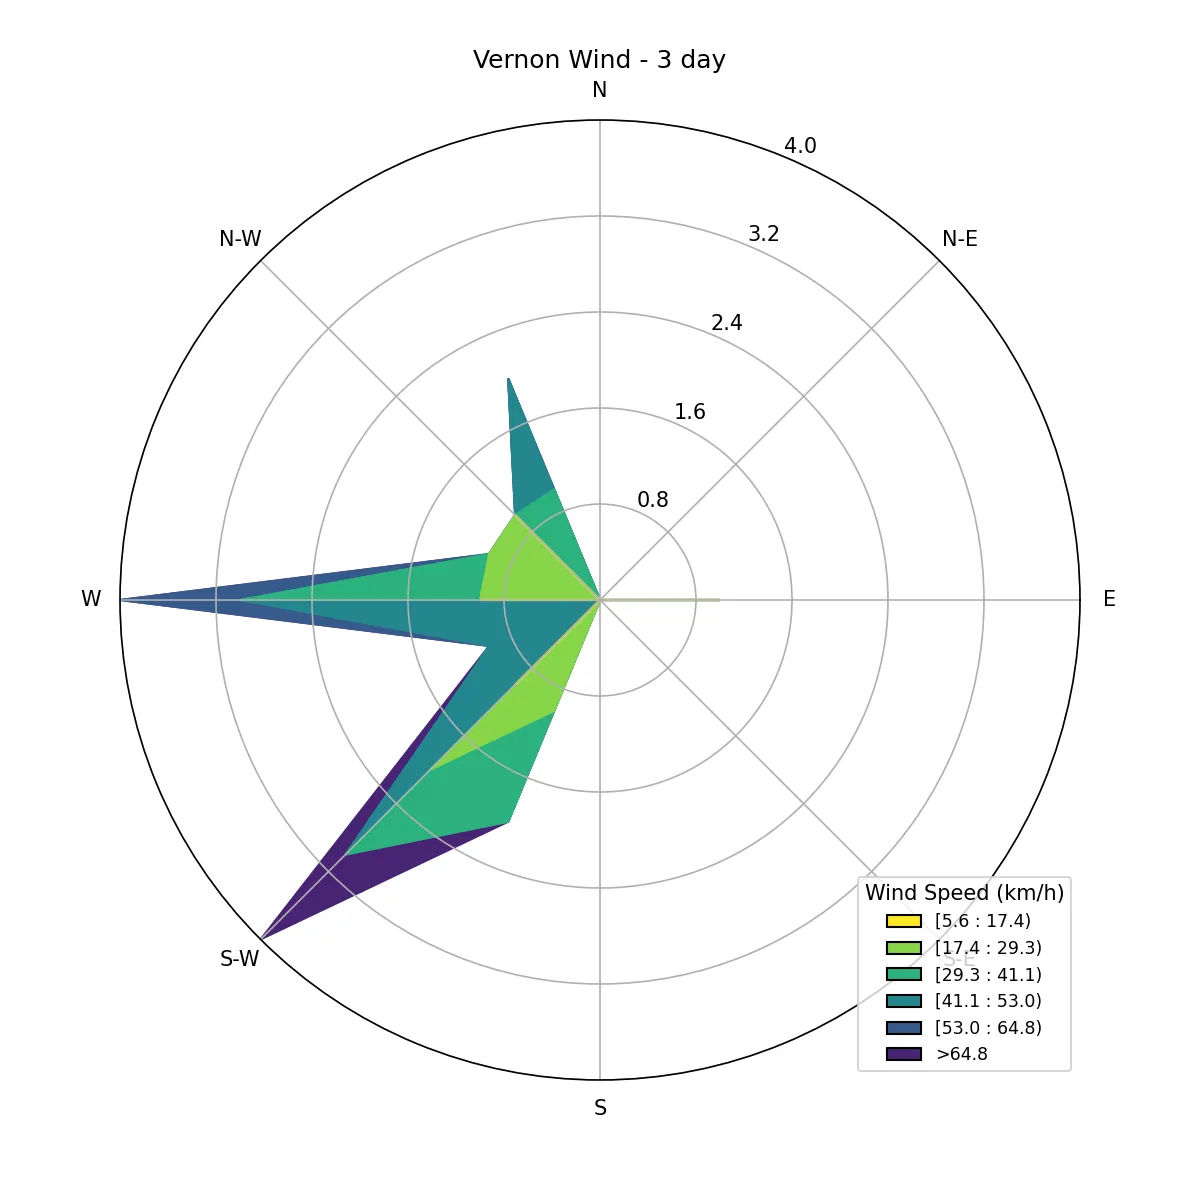 Vernon Wind - 3 day
N
4.0
N-W
3.2
N-E
2.4
1.6
0.8
W
E
S-W
S-E
S
Wind Speed (km/h)
[5.6 : 17.4)
[17.4 : 29.3)
[29.3 : 41.1)
[41.1 : 53.0)
[53.0 : 64.8)
>64.8